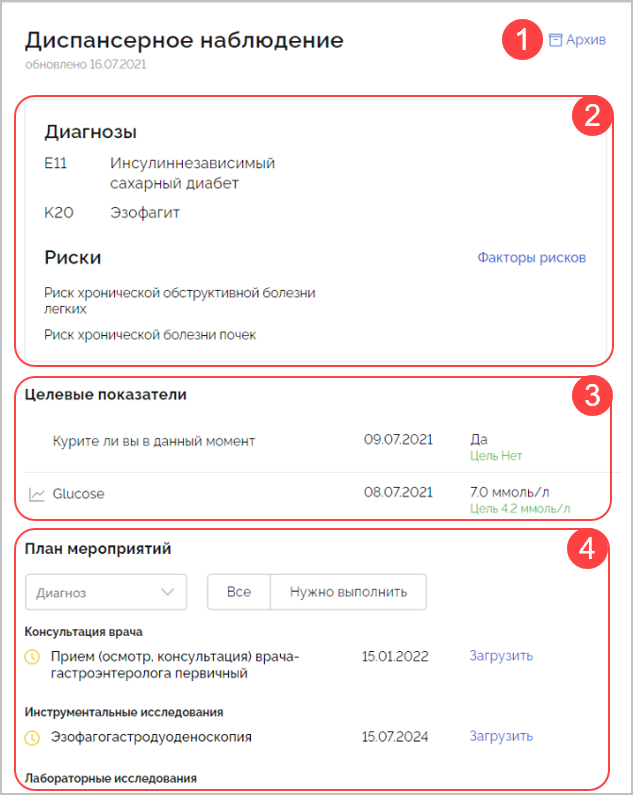 Диспансерное наблюдение
1
Архив
обновлено 16.07.2021
2
Диагнозы
E11 Инсулиннезависимый
сахарный диабет
K20 Эзофагит
Риски Факторы рисков
Риск хронической обструктивной болезни
легких
Риск хронической болезни почек
3
Целевые показатели
Курите ли вы в данный момент 09.07.2021 Да
Цель Нет
Glucose 08.07.2021 7.0 ммоль/л
Цель 4.2 ммоль/л
4
План мероприятий
Диагноз Все Нужно выполнить
Консультация врача
Прием (осмотр, консультация) врача- 15.01.2022 Загрузить
гастроэнтеролога первичный
Инструментальные исследования
Эзофагогастродуоденоскопия 15.07.2024 Загрузить
Лабораторные исследования